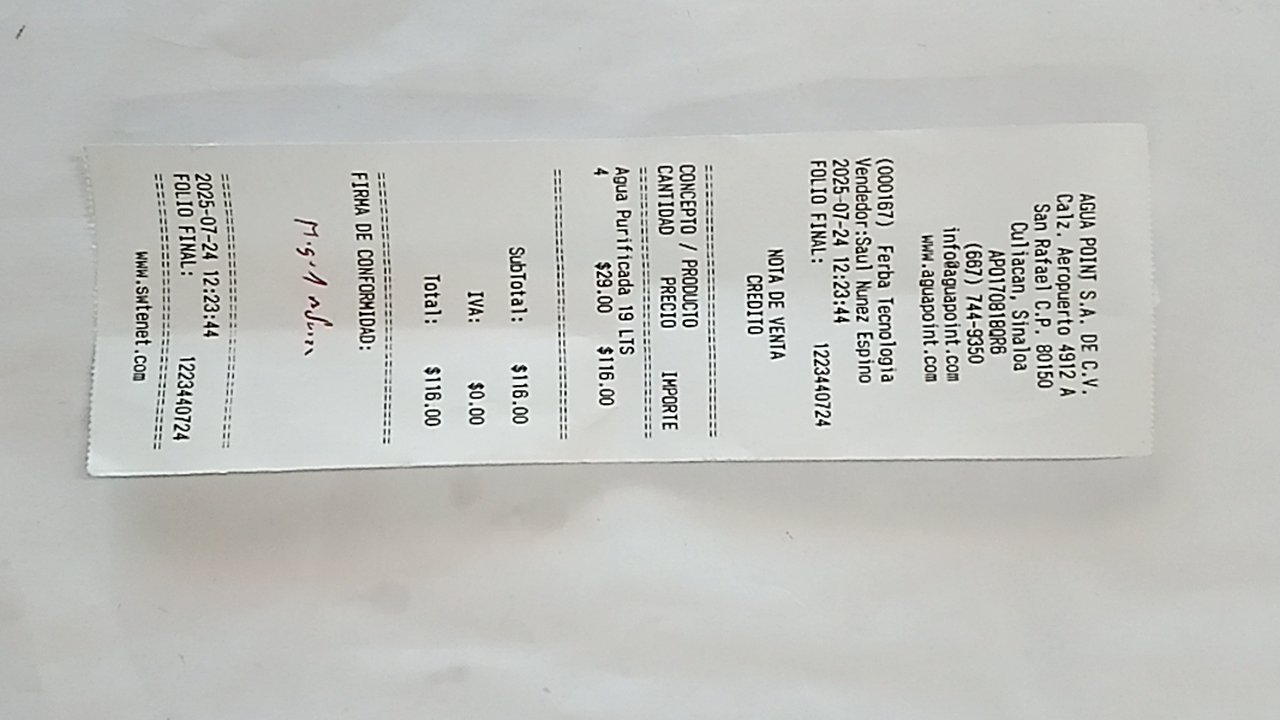 AGUA POINT S.A. DE C.V.
Calz. Aeropuerto 4912 A
San Rafael C.P. 80150
Culiacan, Sinaloa
APO170818QR6
(667) 744-9350
info@aguapoint.com
www.aguapoint.com
(000167) Ferba Tecnologia
Vendedor:Saul Nunez Espino
2025-07-24 12:23:44
FOLIO FINAL: 1223440724
NOTA DE VENTA
CREDITO
==============================
CONCEPTO / PRODUCTO
CANTIDAD PRECIO IMPORTE
==============================
Agua Purificada 19 LTS
4 $29.00 $116.00
==============================
SubTotal: $116.00
IVA: $0.00
Total: $116.00
==============================
FIRMA DE CONFORMIDAD:
==============================
2025-07-24 12:23:44
FOLIO FINAL: 1223440724
==============================
www.swtenet.com